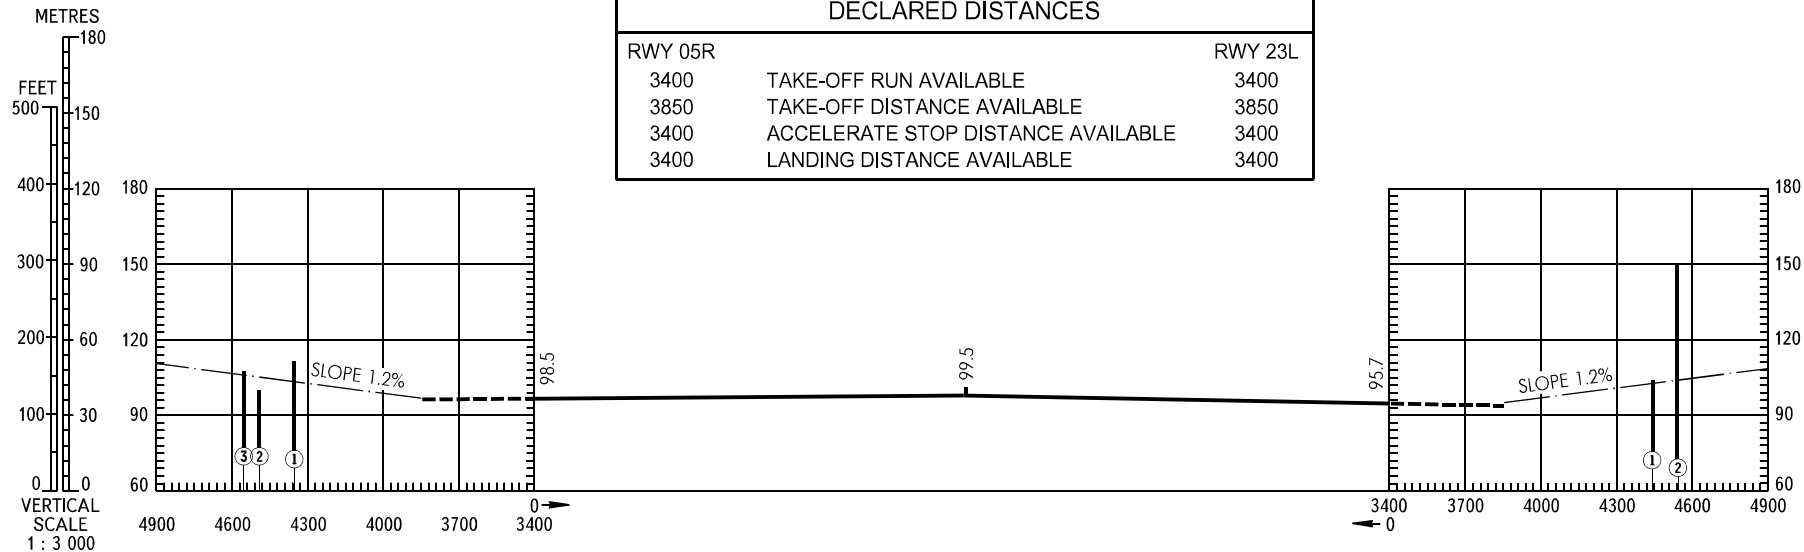 DECLARED DISTANCES
RWY 05R RWY 23L
3400 TAKE-OFF RUN AVAILABLE 3400
3850 TAKE-OFF DISTANCE AVAILABLE 3850
3400 ACCELERATE STOP DISTANCE AVAILABLE 3400
3400 LANDING DISTANCE AVAILABLE 3400
METRES
180
150
120
90
60
30
0
FEET
500
400
300
200
100
0
VERTICAL
SCALE
1 : 3 000
180
150
120
90
60
SLOPE 1.2%
3 2 1
4900 4600 4300 4000 3700 3400
0
98.5
99.5
95.7
SLOPE 1.2%
1 2
180
150
120
90
60
3400 3700 4000 4300 4600 4900
0